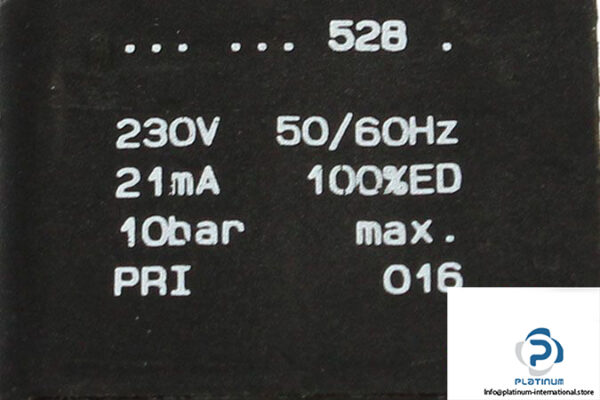 ... ... 528 .
230V 50/60Hz
21mA 100%ED
10bar max.
PRI 016
PLATINUM
Info@platinum-international.store